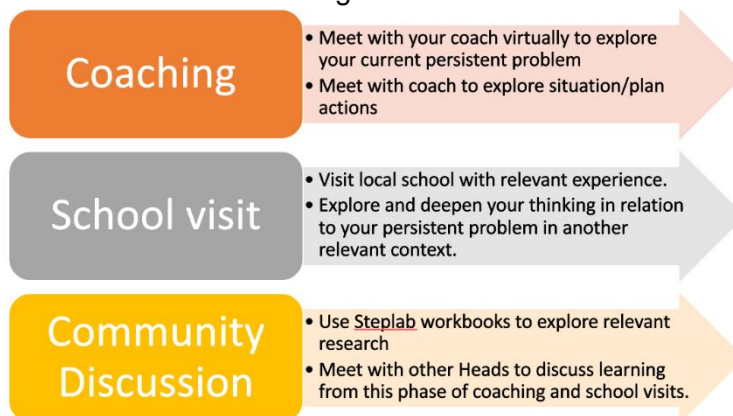 Coaching
• Meet with your coach virtually to explore
your current persistent problem
• Meet with coach to explore situation/plan
actions
School visit
• Visit local school with relevant experience.
• Explore and deepen your thinking in relation
to your persistent problem in another
relevant context.
Community
Discussion
• Use Steplab workbooks to explore relevant
research
• Meet with other Heads to discuss learning
from this phase of coaching and school visits.